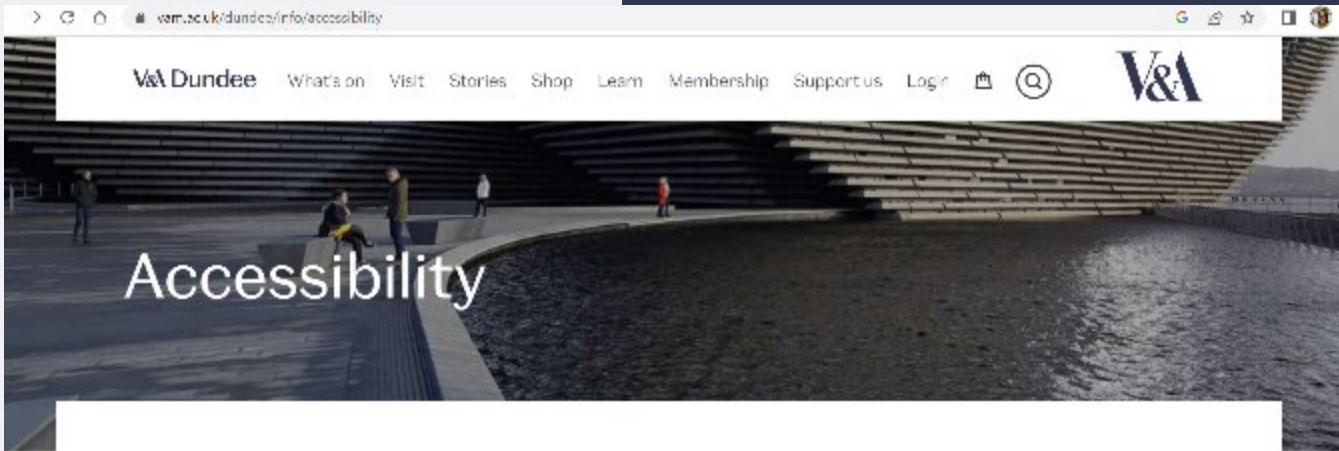 vam.ac.uk/dundee/info/accessibility
V&A Dundee What's on Visit Stories Shop Learn Membership Support us Login V&A
Accessibility